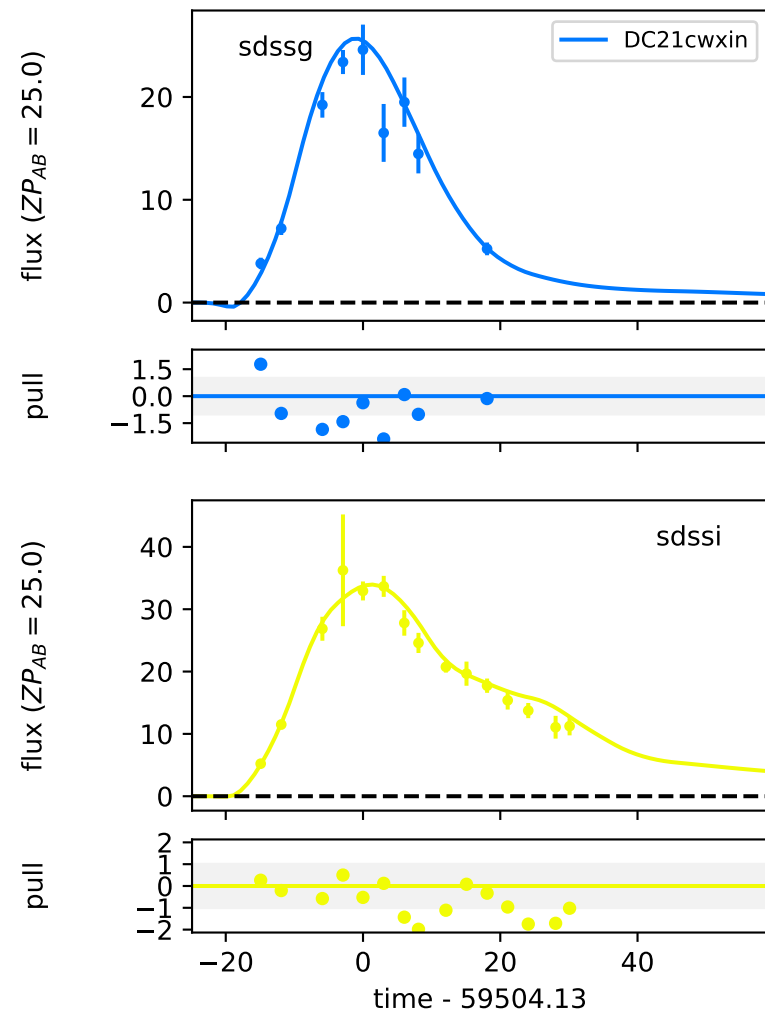 sdssg
DC21cwxin
flux (ZP_AB = 25.0)
20
10
0
pull
1.5
0.0
−1.5
sdssi
flux (ZP_AB = 25.0)
40
30
20
10
0
pull
2
1
0
−1
−2
−20 0 20 40
time - 59504.13